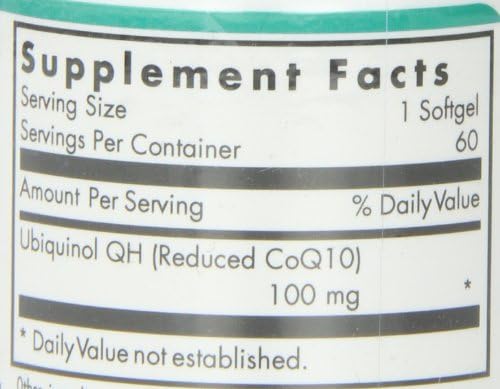 Supplement Facts
Serving Size 1 Softgel
Servings Per Container 60
Amount Per Serving % Daily Value
Ubiquinol QH (Reduced CoQ10)
100 mg *
* Daily Value not established.